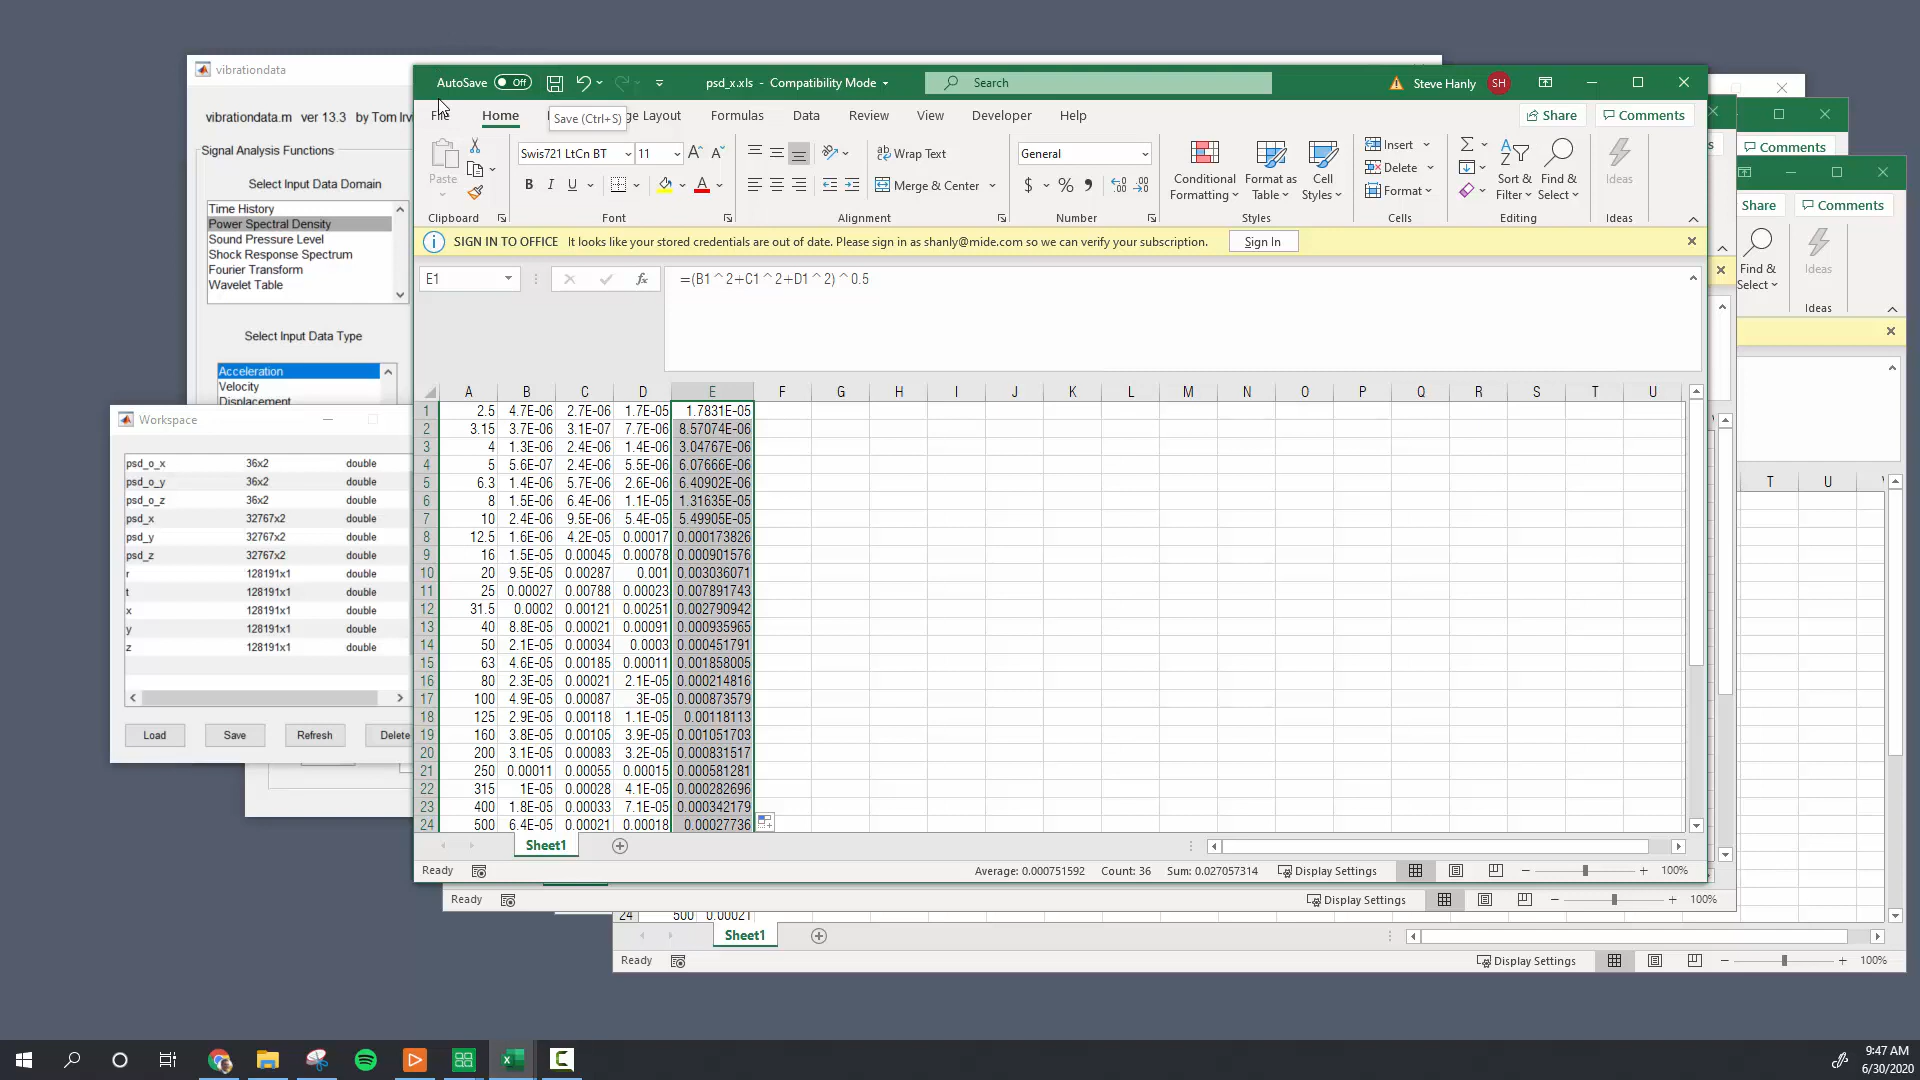 vibrationdata
vibrationdata.m ver 13.3 by Tom Irv
Signal Analysis Functions
Select Input Data Domain
Time History
Power Spectral Density
Sound Pressure Level
Shock Response Spectrum
Fourier Transform
Wavelet Table
Select Input Data Type
Acceleration
Velocity
Displacement
Workspace
psd_o_x 36x2 double
psd_o_y 36x2 double
psd_o_z 36x2 double
psd_x 32767x2 double
psd_y 32767x2 double
psd_z 32767x2 double
r 128191x1 double
t 128191x1 double
x 128191x1 double
y 128191x1 double
z 128191x1 double
Load Save Refresh Delete
AutoSave Off psd_x.xls - Compatibility Mode Search Steve Hanly SH
Home ge Layout Formulas Data Review View Developer Help Share Comments
Save (Ctrl+S)
Paste Swis721 LtCn BT 11 Wrap Text General Conditional Formatting Format as Table Cell Styles Insert Sort & Filter Find & Select Ideas
B I U Merge & Center $ % Delete
Format
Clipboard Font Alignment Number Styles Cells Editing Ideas
SIGN IN TO OFFICE It looks like your stored credentials are out of date. Please sign in as shanly@mide.com so we can verify your subscription. Sign In
E1 fx =(B1^2+C1^2+D1^2)^0.5
A B C D E F G H I J K L M N O P Q R S T U
1 2.5 4.7E-06 2.7E-06 1.7E-05 1.7831E-05
2 3.15 3.7E-06 3.1E-07 7.7E-06 8.57074E-06
3 4 1.3E-06 2.4E-06 1.4E-06 3.04767E-06
4 5 5.6E-07 2.4E-06 5.5E-06 6.07666E-06
5 6.3 1.4E-06 5.7E-06 2.6E-06 6.40902E-06
6 8 1.5E-06 6.4E-06 1.1E-05 1.31635E-05
7 10 2.4E-06 9.5E-06 5.4E-05 5.49905E-05
8 12.5 1.6E-06 4.2E-05 0.00017 0.000173826
9 16 1.5E-05 0.00045 0.00078 0.000901576
10 20 9.5E-05 0.00287 0.001 0.003036071
11 25 0.00027 0.00788 0.00023 0.007891743
12 31.5 0.0002 0.00121 0.00251 0.002790942
13 40 8.8E-05 0.00021 0.00091 0.000935965
14 50 2.1E-05 0.00034 0.0003 0.000451791
15 63 4.6E-05 0.00185 0.00011 0.001858005
16 80 2.3E-05 0.00021 2.1E-05 0.000214816
17 100 4.9E-05 0.00087 3E-05 0.000873579
18 125 2.9E-05 0.00118 1.1E-05 0.00118113
19 160 3.8E-05 0.00105 3.9E-05 0.001051703
20 200 3.1E-05 0.00083 3.2E-05 0.000831517
21 250 0.00011 0.00055 0.00015 0.000581281
22 315 1E-05 0.00028 4.1E-05 0.000282696
23 400 1.8E-05 0.00033 7.1E-05 0.000342179
24 500 6.4E-05 0.00021 0.00018 0.00027736
Sheet1
Ready Average: 0.000751592 Count: 36 Sum: 0.027057314 Display Settings 100%
Ready Display Settings 100%
24 500 0.00021
Sheet1
Ready Display Settings 100%
Comments
Share Comments
Find & Select Ideas
Ideas
T U
9:47 AM
6/30/2020